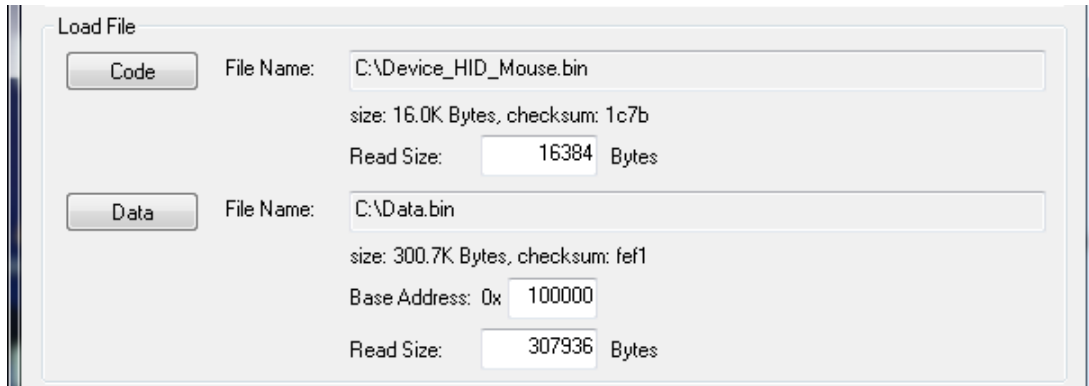 Load File
Code File Name: C:\Device_HID_Mouse.bin
size: 16.0K Bytes, checksum: 1c7b
Read Size: 16384 Bytes
Data File Name: C:\Data.bin
size: 300.7K Bytes, checksum: fef1
Base Address: 0x 100000
Read Size: 307936 Bytes